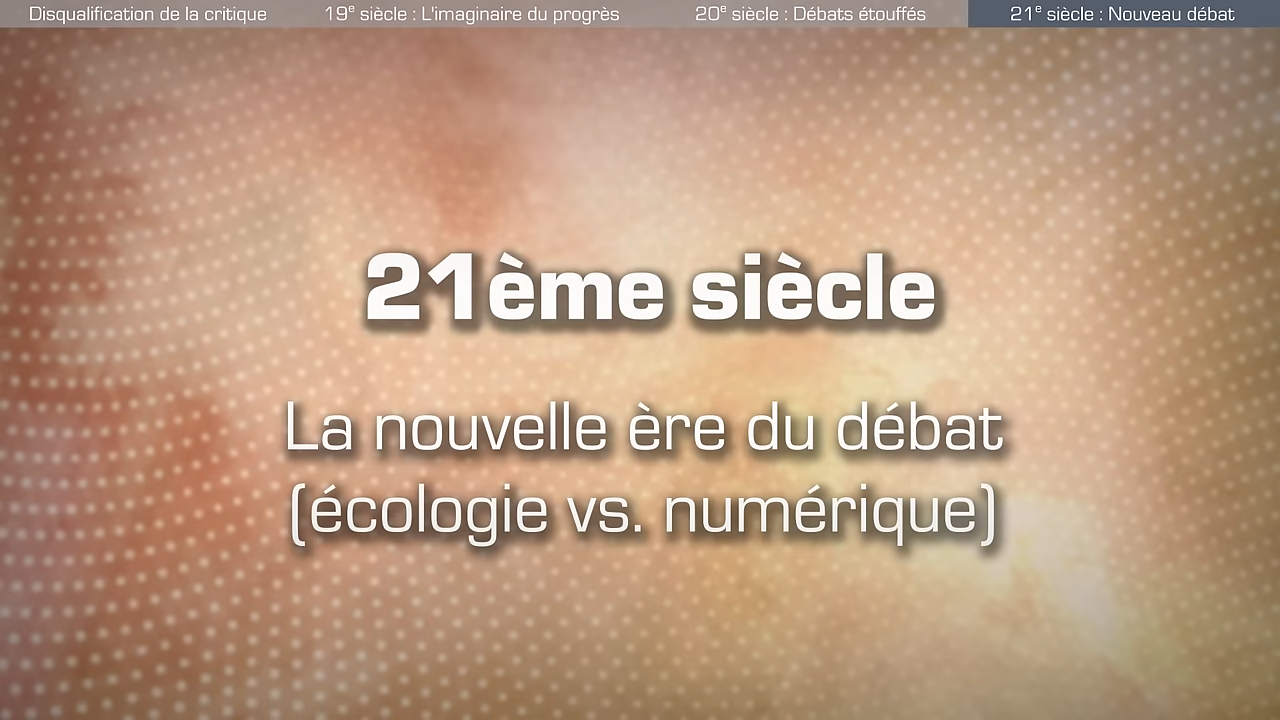 Disqualification de la critique
19e siècle : L'imaginaire du progrès
20e siècle : Débats étouffés
21e siècle : Nouveau débat
21ème siècle
La nouvelle ère du débat
(écologie vs. numérique)